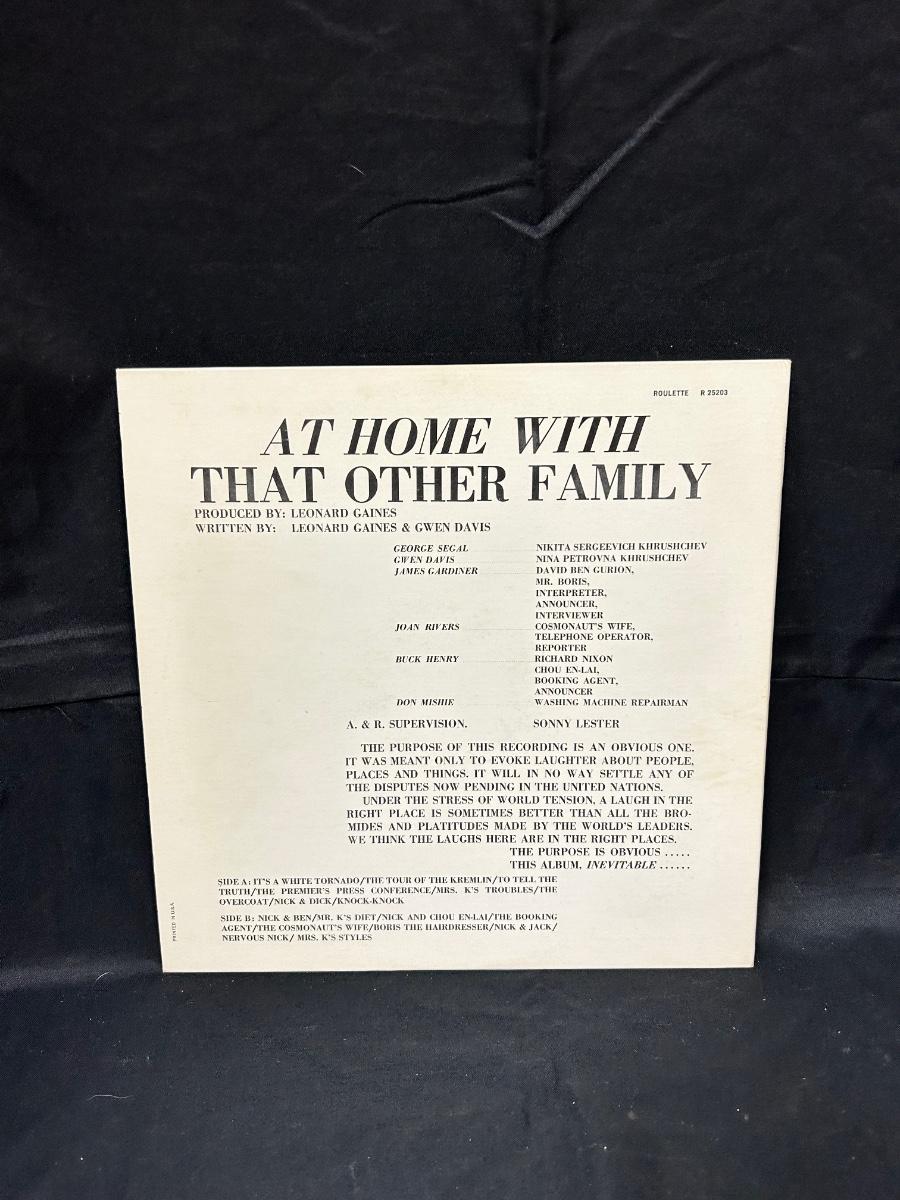 ROULETTE R 25203
AT HOME WITH
THAT OTHER FAMILY
PRODUCED BY: LEONARD GAINES
WRITTEN BY: LEONARD GAINES & GWEN DAVIS
GEORGE SEGAL NIKITA SERGEEVICH KHRUSHCHEV
GWEN DAVIS NINA PETROVNA KHRUSHCHEV
JAMES GARDINER DAVID BEN GURION,
MR. BORIS,
INTERPRETER,
ANNOUNCER,
INTERVIEWER
JOAN RIVERS COSMONAUT'S WIFE,
TELEPHONE OPERATOR,
REPORTER
BUCK HENRY RICHARD NIXON
CHOU EN-LAI,
BOOKING AGENT,
ANNOUNCER
DON MISHIE WASHING MACHINE REPAIRMAN
A. & R. SUPERVISION. SONNY LESTER
THE PURPOSE OF THIS RECORDING IS AN OBVIOUS ONE.
IT WAS MEANT ONLY TO EVOKE LAUGHTER ABOUT PEOPLE,
PLACES AND THINGS. IT WILL IN NO WAY SETTLE ANY OF
THE DISPUTES NOW PENDING IN THE UNITED NATIONS.
UNDER THE STRESS OF WORLD TENSION, A LAUGH IN THE
RIGHT PLACE IS SOMETIMES BETTER THAN ALL THE BRO-
MIDES AND PLATITUDES MADE BY THE WORLD'S LEADERS.
WE THINK THE LAUGHS HERE ARE IN THE RIGHT PLACES.
THE PURPOSE IS OBVIOUS .....
THIS ALBUM, INEVITABLE ......
SIDE A: IT'S A WHITE TORNADO/THE TOUR OF THE KREMLIN/TO TELL THE
TRUTH/THE PREMIER'S PRESS CONFERENCE/MRS. K'S TROUBLES/THE
OVERCOAT/NICK & DICK/KNOCK-KNOCK
SIDE B: NICK & BEN/MR. K'S DIET/NICK AND CHOU EN-LAI/THE BOOKING
AGENT/THE COSMONAUT'S WIFE/BORIS THE HAIRDRESSER/NICK & JACK/
NERVOUS NICK/ MRS. K'S STYLES
PRINTED IN U.S.A.